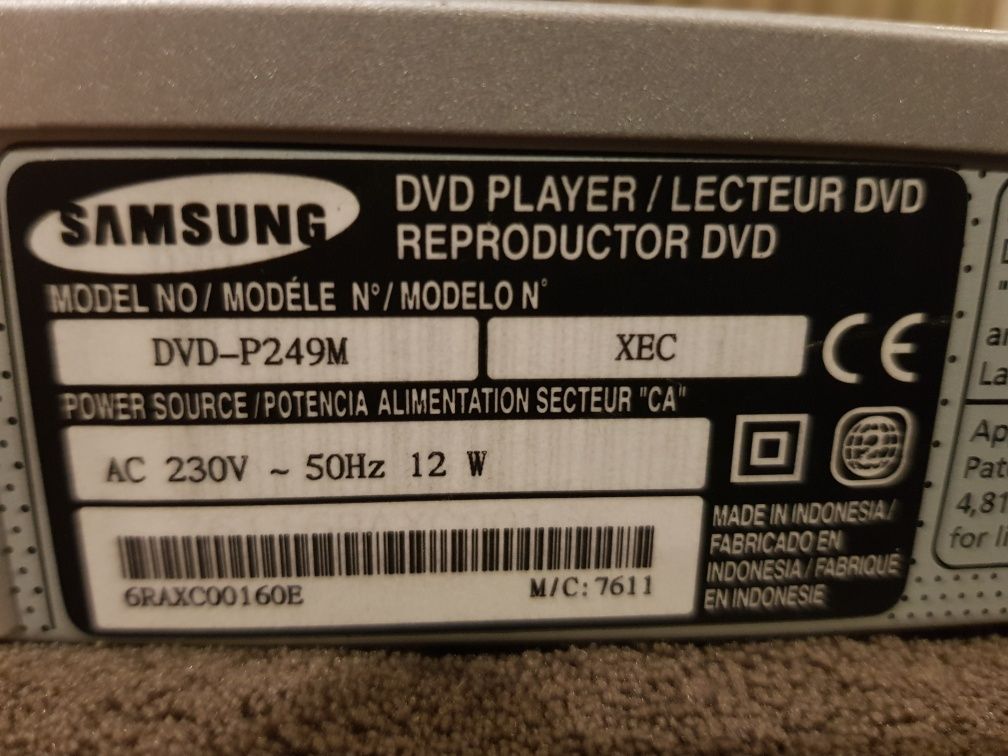 SAMSUNG
DVD PLAYER / LECTEUR DVD
REPRODUCTOR DVD
MODEL NO / MODÉLE N° / MODELO N°
DVD-P249M
XEC
CE
POWER SOURCE / POTENCIA ALIMENTATION SECTEUR "CA"
AC 230V ~ 50Hz 12 W
2
6RAXC00160E
M/C: 7611
MADE IN INDONESIA /
FABRICADO EN
INDONESIA / FABRIQUÉ
EN INDONESIE
La
Ap
Pat
4,81
for